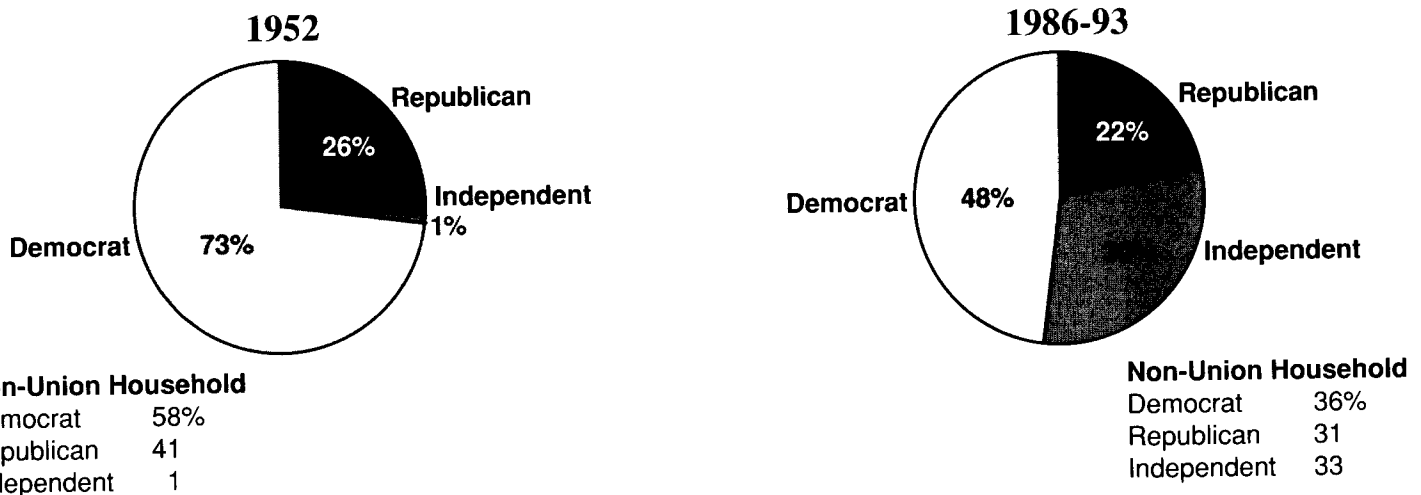 1952
Republican
26%
Independent
1%
Democrat
73%
n-Union Household
mocrat 58%
publican 41
dependent 1
1986-93
Republican
22%
Democrat
48%
Independent
Non-Union Household
Democrat 36%
Republican 31
Independent 33